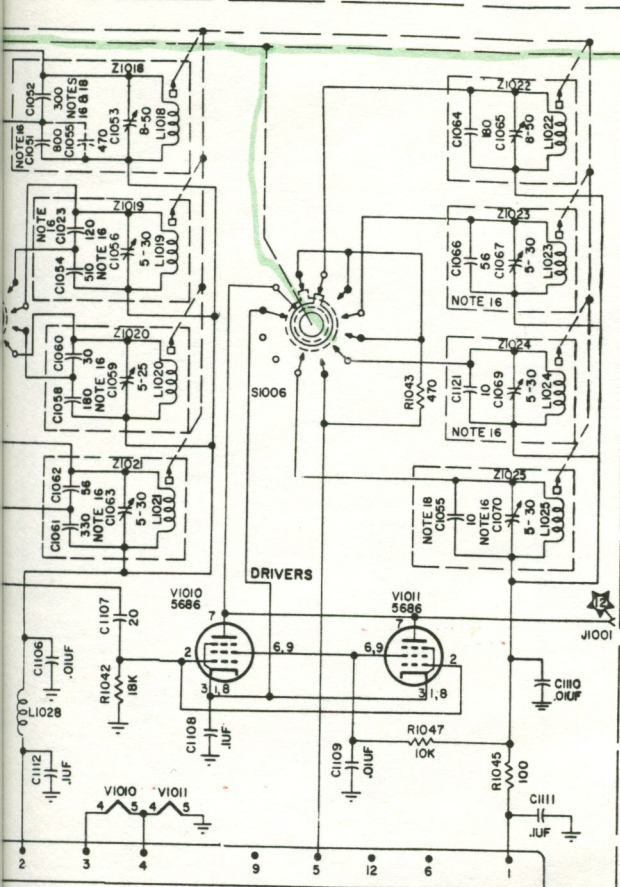 Z1018
C1052
300
NOTES
16 & 18
C1053
8-50
L1018
NOTE16
C1051
800
C1055
470
Z1022
C1064
180
C1065
8-50
L1022
Z1019
NOTE
16
C1023
120
NOTE 16
C1056
5-30
L1019
C1054
510
Z1023
C1066
56
C1067
5-30
L1023
NOTE 16
Z1020
C1060
30
NOTE 16
C1059
5-25
L1020
C1058
180
S1006
R1043
470
Z1024
C1121
10
C1069
5-30
L1024
NOTE 16
Z1021
C1062
56
NOTE 16
C1063
5-30
L1021
C1061
330
Z1025
NOTE 18
C1055
10
NOTE16
C1070
5-30
L1025
DRIVERS
V1010
5686
V1011
5686
12
J1001
C1107
20
7
7
2
6,9
6,9
2
3
1,8
3
1,8
C1106
.01UF
R1042
18K
L1028
C1108
.1UF
C1109
.01UF
R1047
10K
C1110
.01UF
R1045
100
C1112
.1UF
V1010
V1011
4
5
4
5
C1111
.1UF
2
3
4
9
5
12
6
1